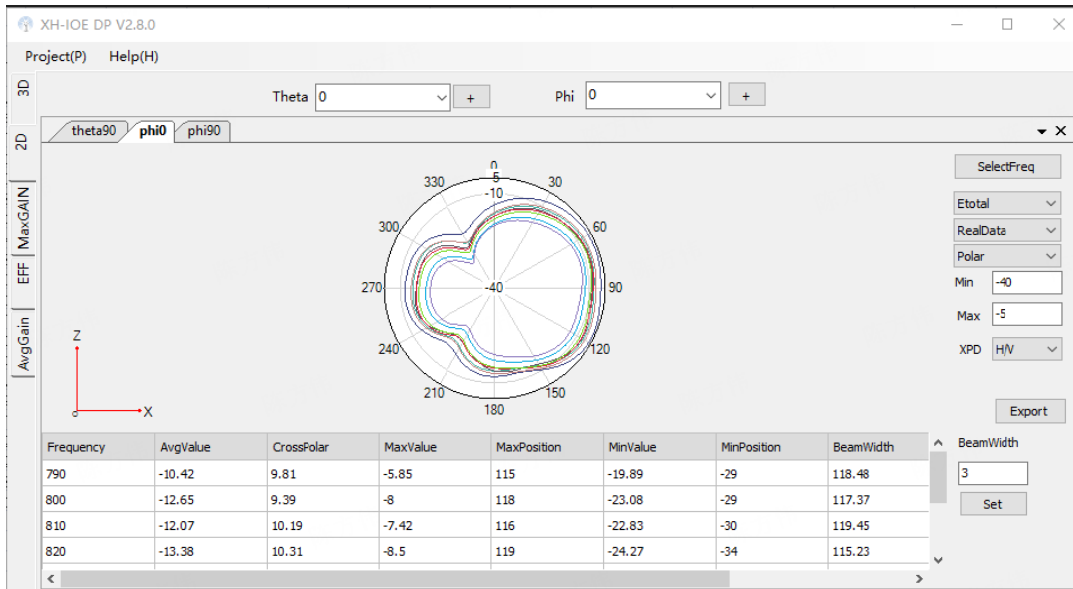 XH-IOE DP V2.8.0
Project(P) Help(H)
3D
2D
MaxGAIN
EFF
AvgGain
Theta 0 + Phi 0 +
theta90 phi0 phi90
0
-5
-10
-40
30
60
90
120
150
180
210
240
270
300
330
Z
X
o
SelectFreq
Etotal
RealData
Polar
Min -40
Max -5
XPD H/V
Export
BeamWidth
3
Set
Frequency AvgValue CrossPolar MaxValue MaxPosition MinValue MinPosition BeamWidth
790 -10.42 9.81 -5.85 115 -19.89 -29 118.48
800 -12.65 9.39 -8 118 -23.08 -29 117.37
810 -12.07 10.19 -7.42 116 -22.83 -30 119.45
820 -13.38 10.31 -8.5 119 -24.27 -34 115.23